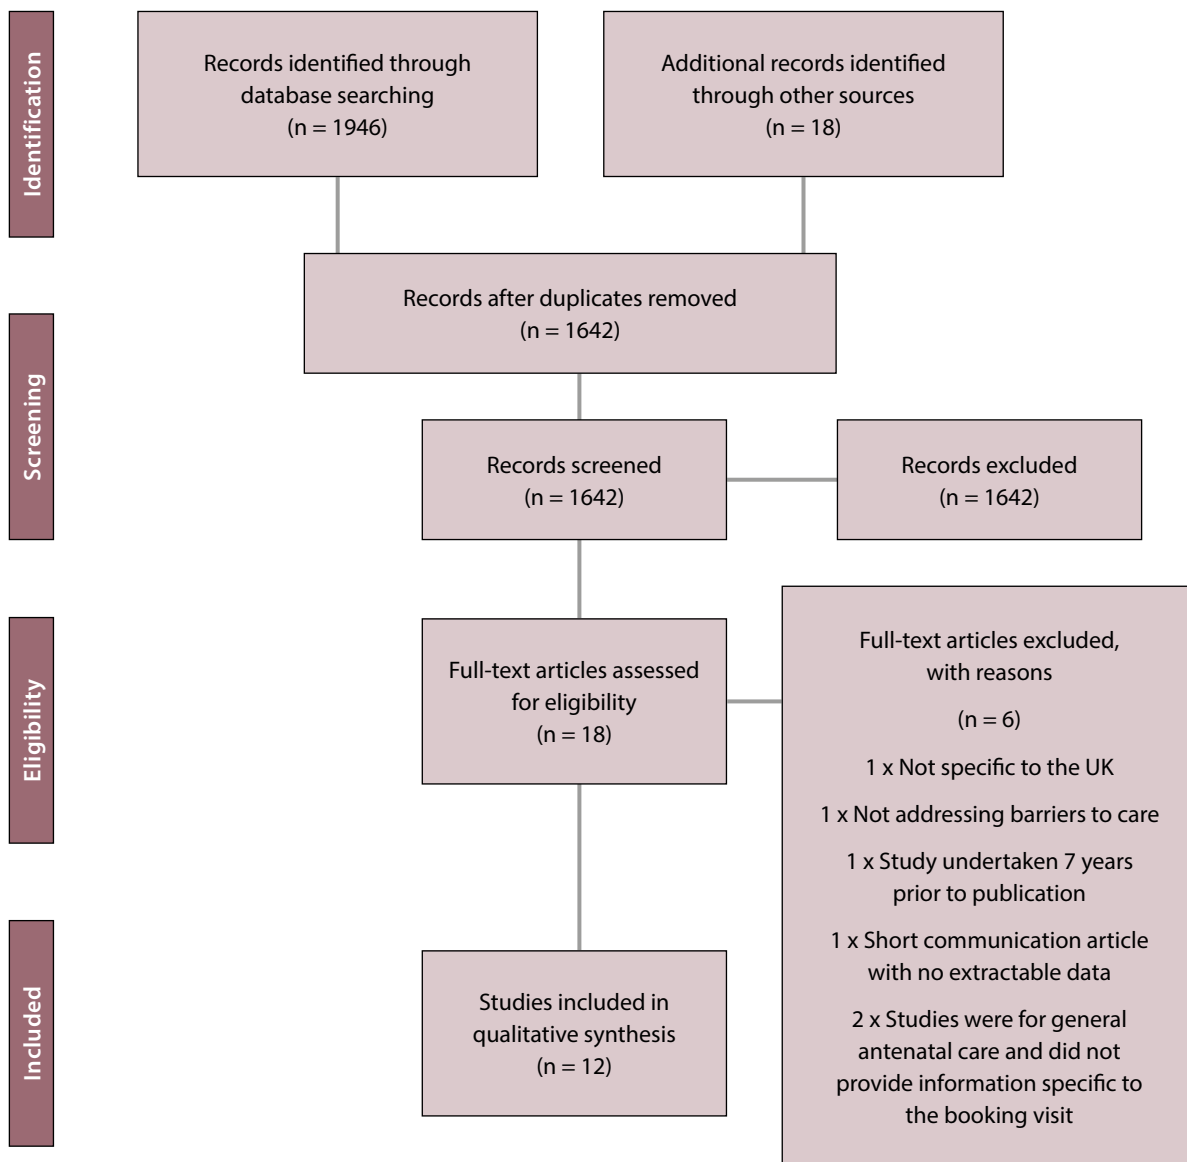 Identification
Records identified through
database searching
(n = 1946)
Additional records identified
through other sources
(n = 18)
Records after duplicates removed
(n = 1642)
Screening
Records screened
(n = 1642)
Records excluded
(n = 1642)
Eligibility
Full-text articles assessed
for eligibility
(n = 18)
Full-text articles excluded,
with reasons
(n = 6)
1 x Not specific to the UK
1 x Not addressing barriers to care
1 x Study undertaken 7 years
prior to publication
1 x Short communication article
with no extractable data
2 x Studies were for general
antenatal care and did not
provide information specific to
the booking visit
Included
Studies included in
qualitative synthesis
(n = 12)